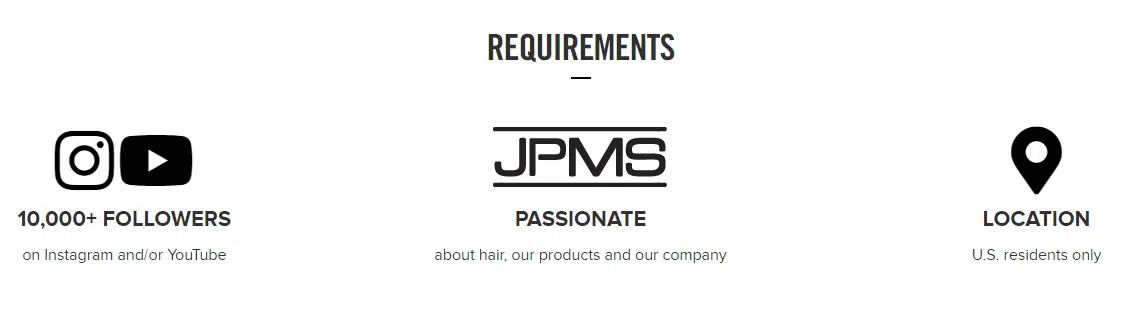 REQUIREMENTS
JPMS
10,000+ FOLLOWERS
on Instagram and/or YouTube
PASSIONATE
about hair, our products and our company
LOCATION
U.S. residents only